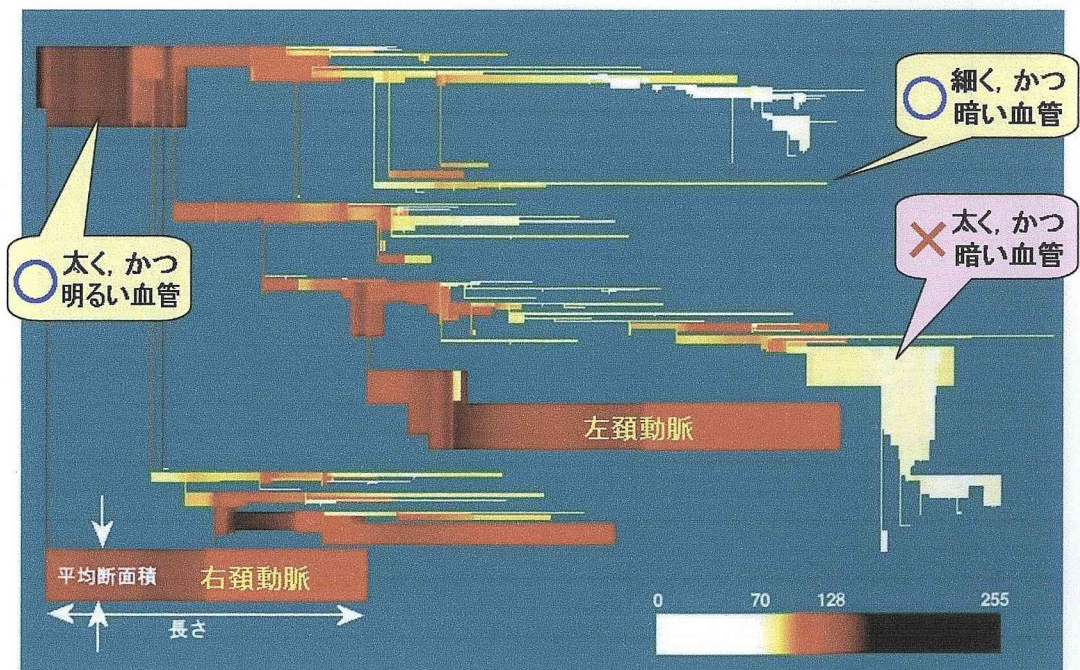 細く, かつ
暗い血管
太く, かつ
暗い血管
太く, かつ
明るい血管
左頚動脈
平均断面積
右頚動脈
長さ
0 70 128 255